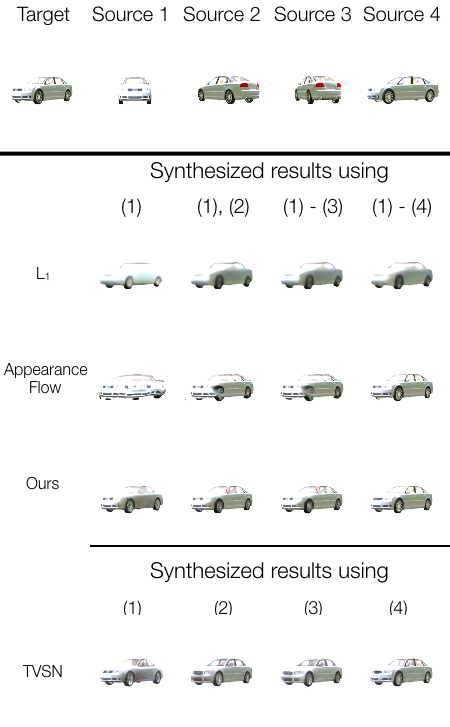 Target Source 1 Source 2 Source 3 Source 4
Synthesized results using
(1) (1), (2) (1) - (3) (1) - (4)
L₁
Appearance
Flow
Ours
Synthesized results using
(1) (2) (3) (4)
TVSN